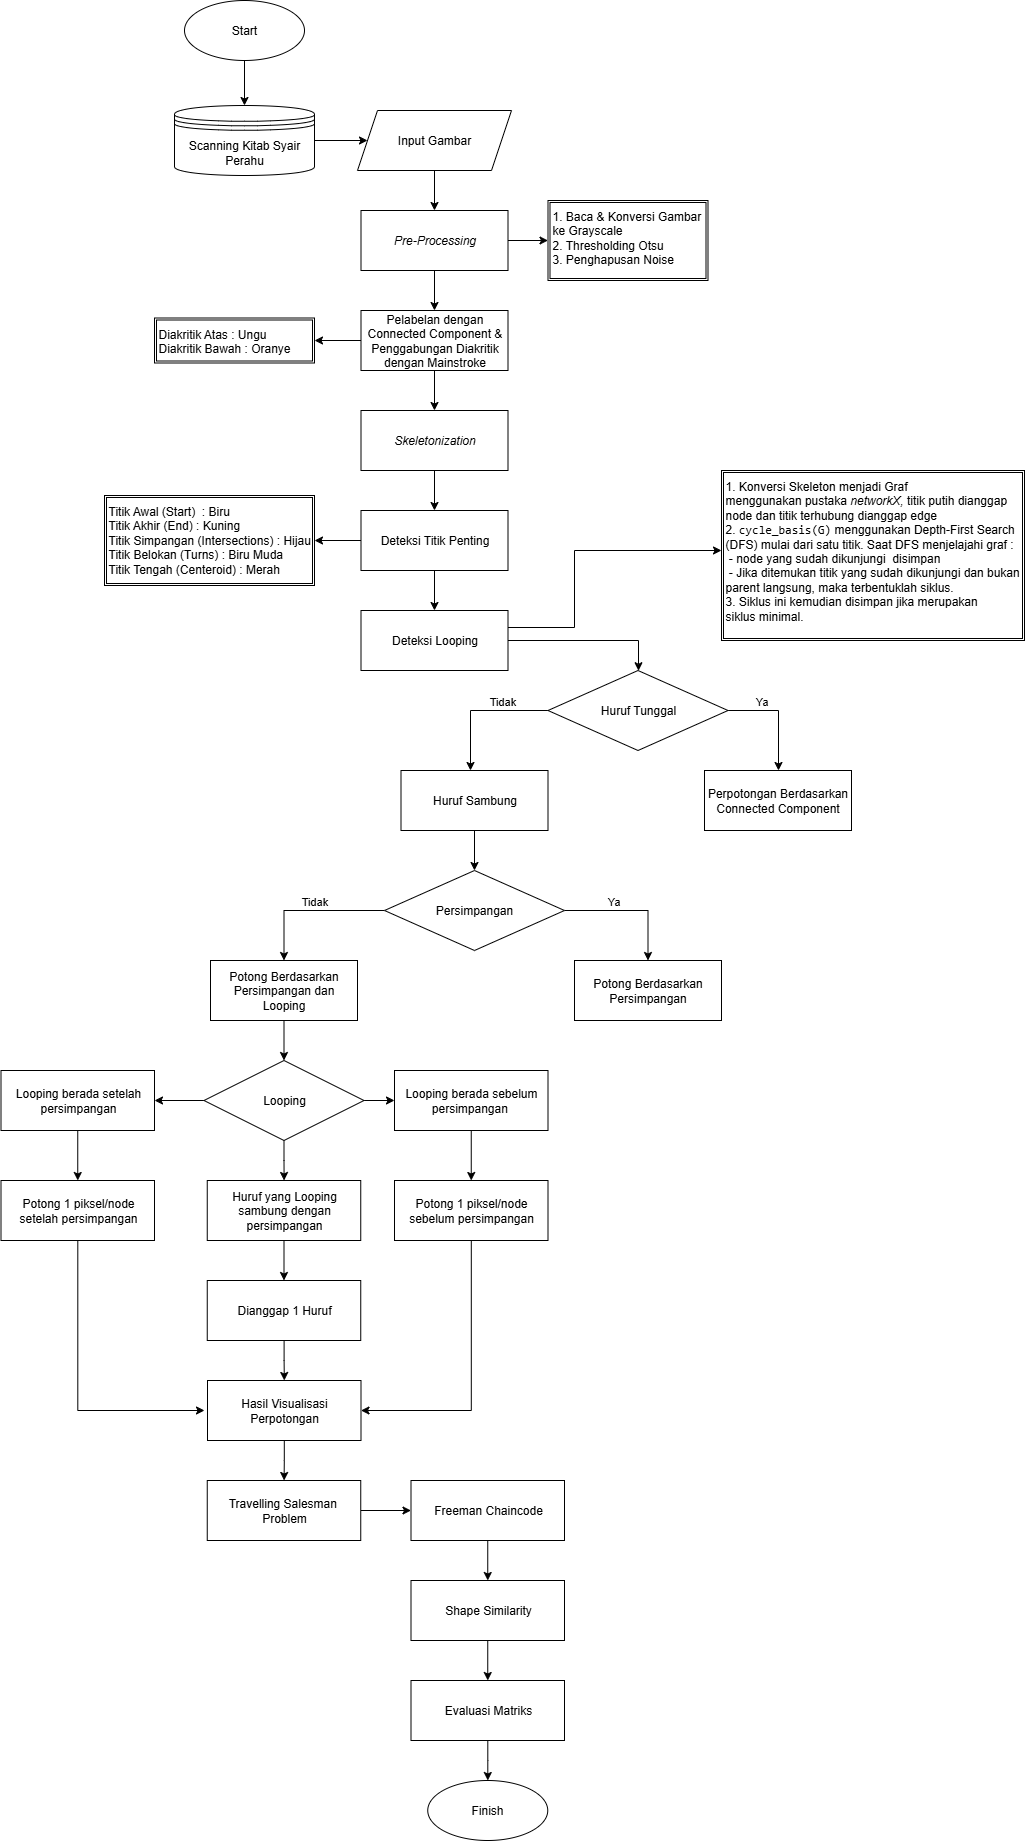 Start
Scanning Kitab Syair
Perahu
Input Gambar
Pre-Processing
1. Baca & Konversi Gambar
ke Grayscale
2. Thresholding Otsu
3. Penghapusan Noise
Pelabelan dengan
Connected Component &
Penggabungan Diakritik
dengan Mainstroke
Diakritik Atas : Ungu
Diakritik Bawah : Oranye
Skeletonization
Deteksi Titik Penting
Titik Awal (Start)  : Biru
Titik Akhir (End) : Kuning
Titik Simpangan (Intersections) : Hijau
Titik Belokan (Turns) : Biru Muda
Titik Tengah (Centeroid) : Merah
Deteksi Looping
1. Konversi Skeleton menjadi Graf
menggunakan pustaka networkX, titik putih dianggap
node dan titik terhubung dianggap edge
2. cycle_basis(G) menggunakan Depth-First Search
(DFS) mulai dari satu titik. Saat DFS menjelajahi graf :
- node yang sudah dikunjungi  disimpan
- Jika ditemukan titik yang sudah dikunjungi dan bukan
parent langsung, maka terbentuklah siklus.
3. Siklus ini kemudian disimpan jika merupakan
siklus minimal.
Huruf Tunggal
Tidak
Ya
Huruf Sambung
Perpotongan Berdasarkan
Connected Component
Persimpangan
Tidak
Ya
Potong Berdasarkan
Persimpangan dan
Looping
Potong Berdasarkan
Persimpangan
Looping berada setelah
persimpangan
Looping
Looping berada sebelum
persimpangan
Potong 1 piksel/node
setelah persimpangan
Huruf yang Looping
sambung dengan
persimpangan
Potong 1 piksel/node
sebelum persimpangan
Dianggap 1 Huruf
Hasil Visualisasi
Perpotongan
Travelling Salesman
Problem
Freeman Chaincode
Shape Similarity
Evaluasi Matriks
Finish